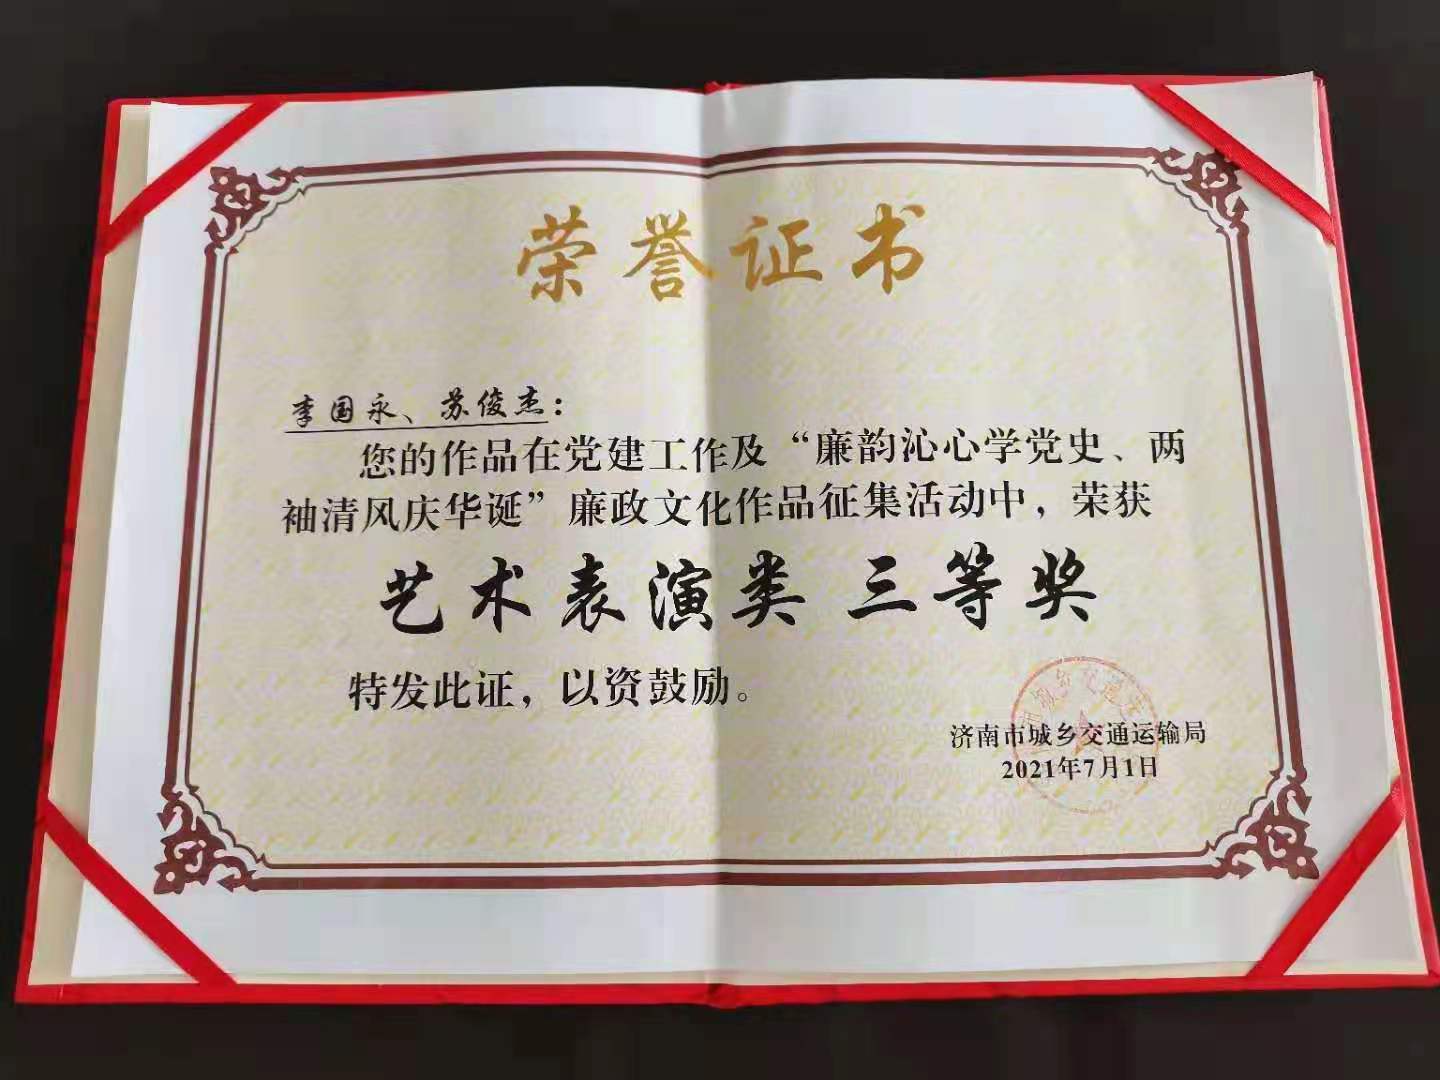 荣誉证书
李国永、苏俊杰：
您的作品在党建工作及“廉韵沁心学党史、两
袖清风庆华诞”廉政文化作品征集活动中，荣获
艺术表演类 三等奖
特发此证，以资鼓励。
济南市城乡交通运输局
2021年7月1日